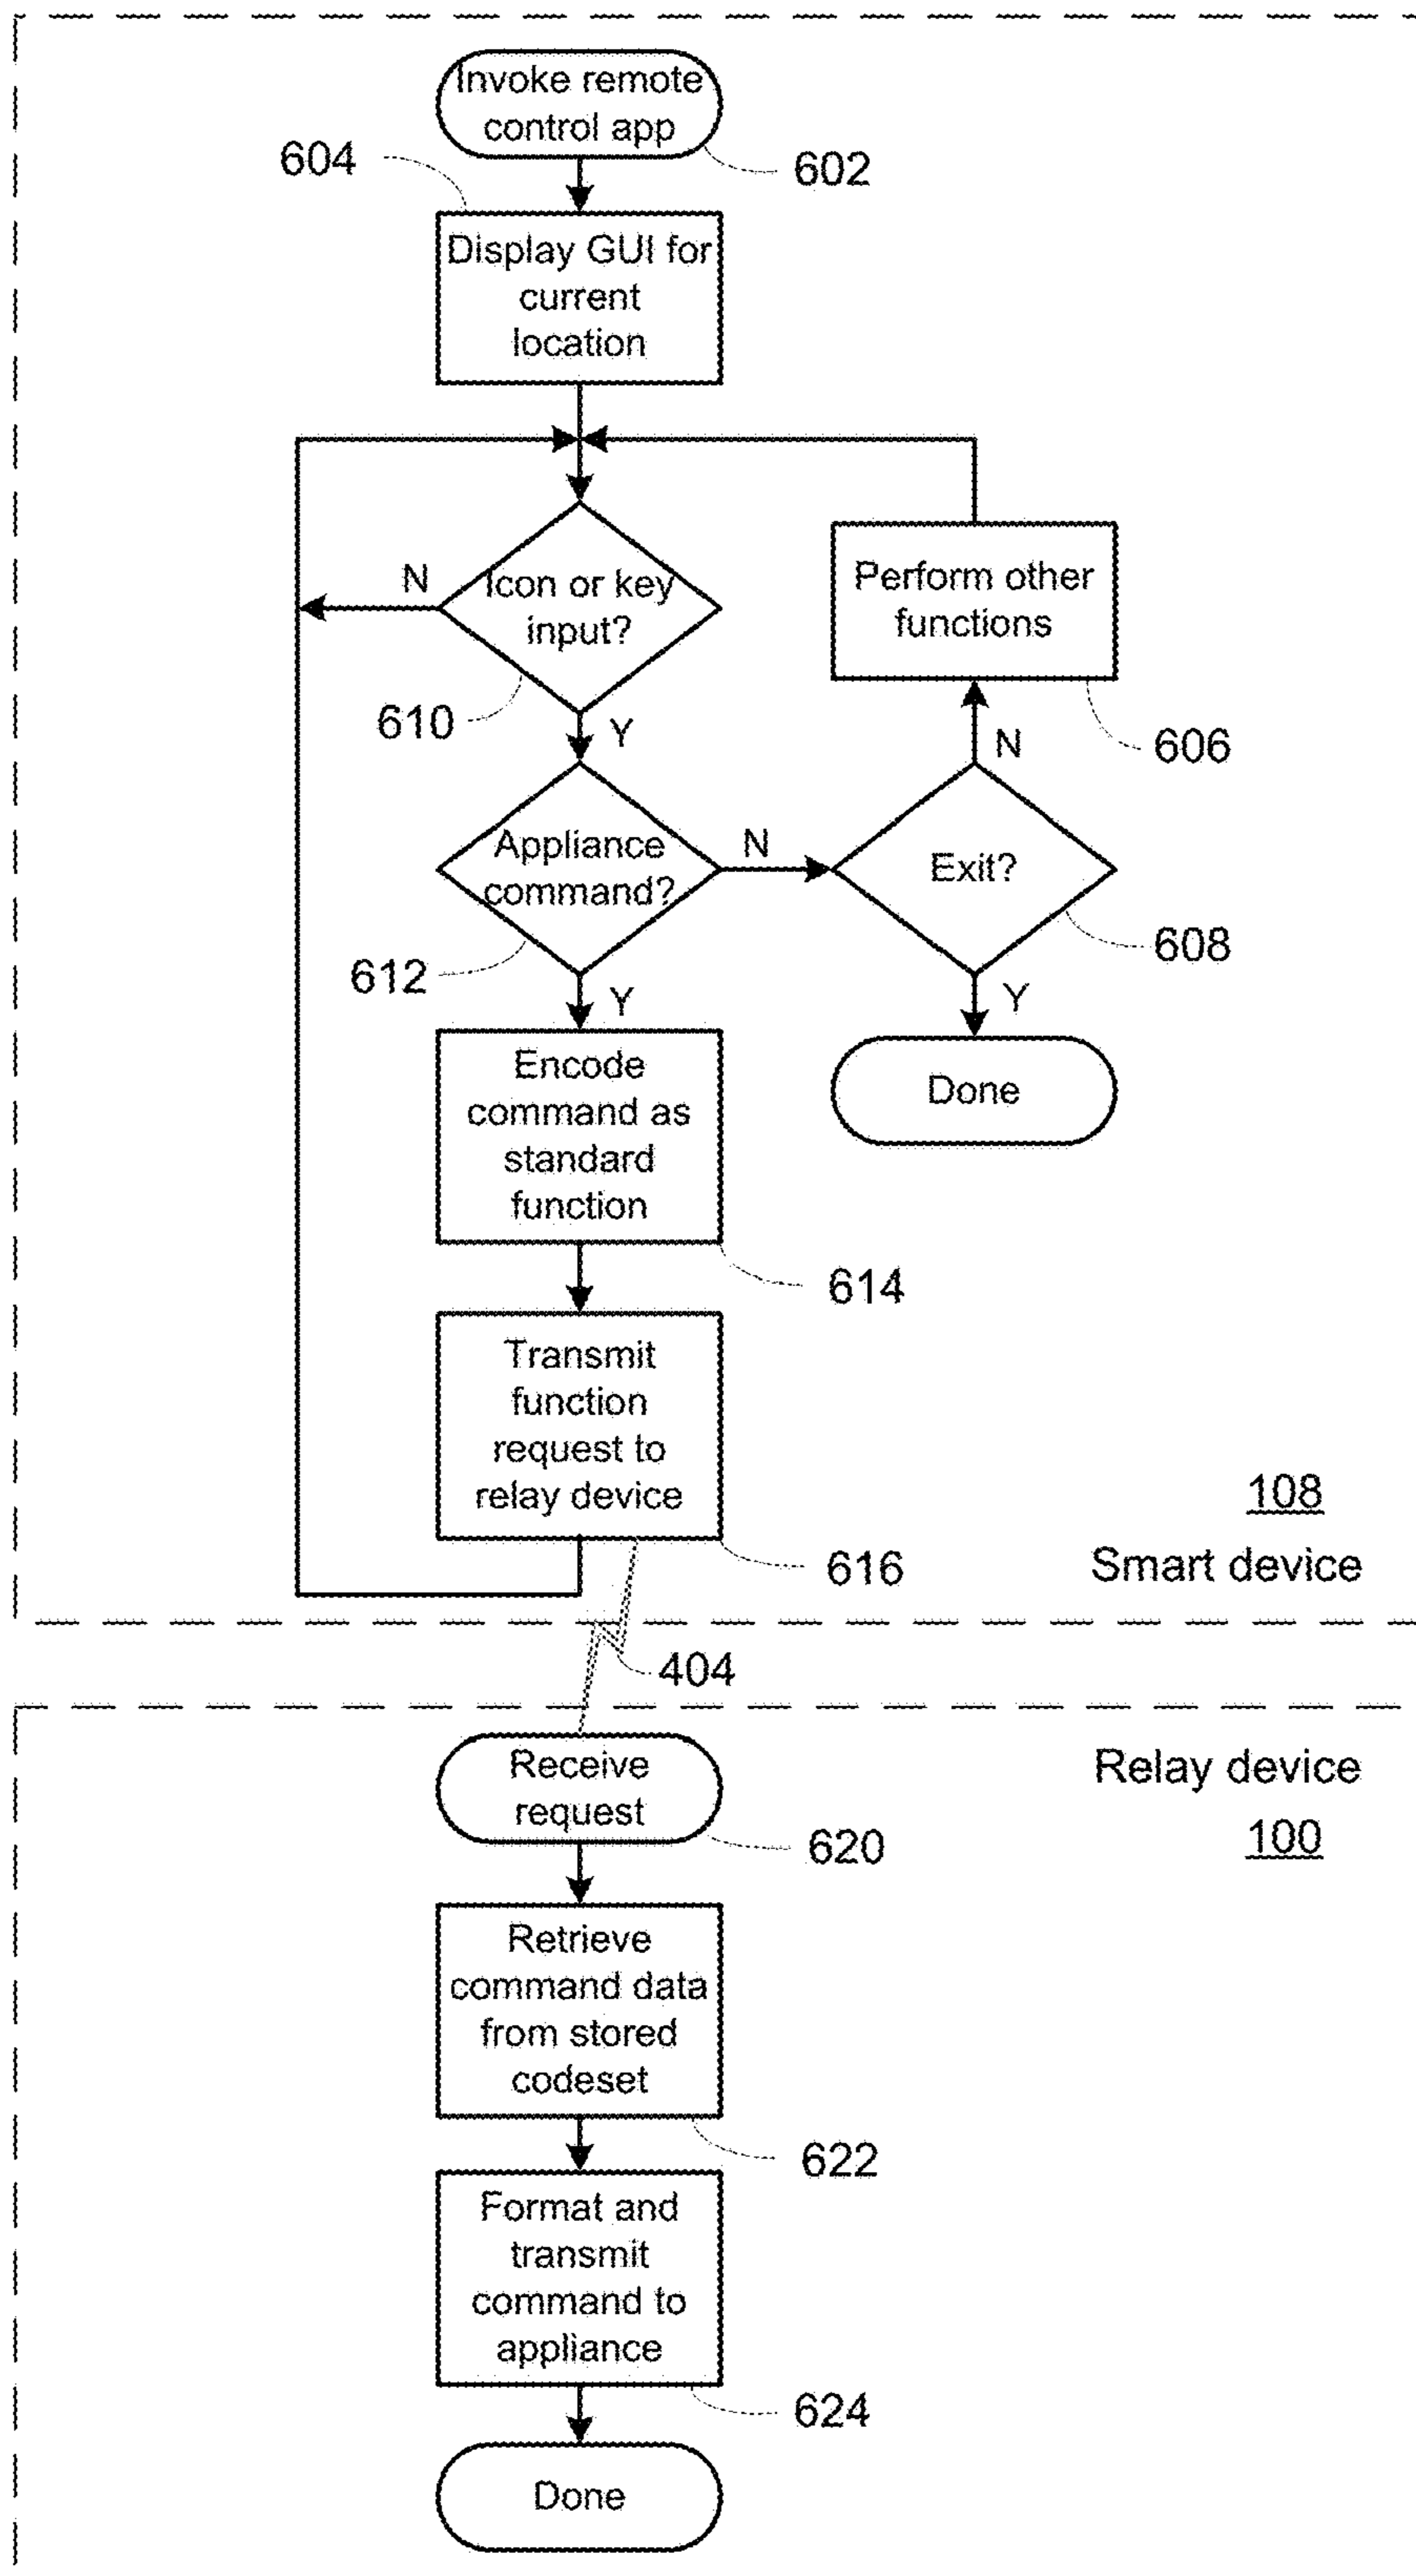 Invoke remote
control app
602
604
Display GUI for
current
location
N
Icon or key
input?
610
Y
Perform other
functions
606
N
Appliance
command?
N
612
Y
Exit?
608
Y
Done
Encode
command as
standard
function
614
Transmit
function
request to
relay device
616
108
Smart device
404
Relay device
100
Receive
request
620
Retrieve
command data
from stored
codeset
622
Format and
transmit
command to
appliance
624
Done